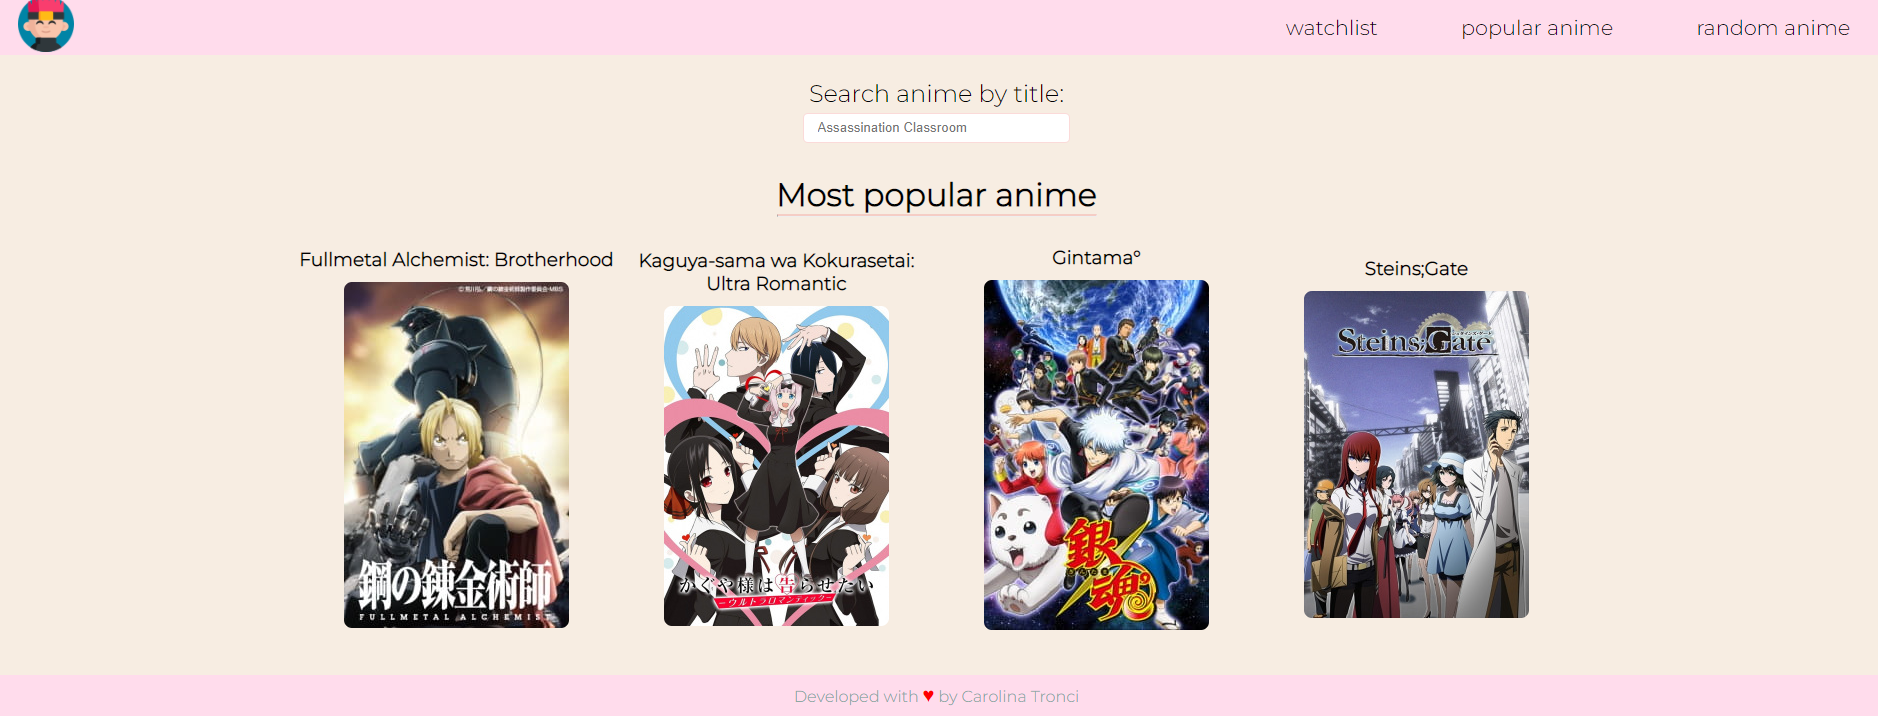 watchlist
popular anime
random anime
Search anime by title:
Assassination Classroom
Most popular anime
Fullmetal Alchemist: Brotherhood
Kaguya-sama wa Kokurasetai:
Ultra Romantic
Gintama°
Steins;Gate
鋼の錬金術師
FULLMETAL ALCHEMIST
かぐや様は告らせたい
ーウルトラロマンティックー
銀魂°
Steins;Gate
Developed with ♥ by Carolina Tronci